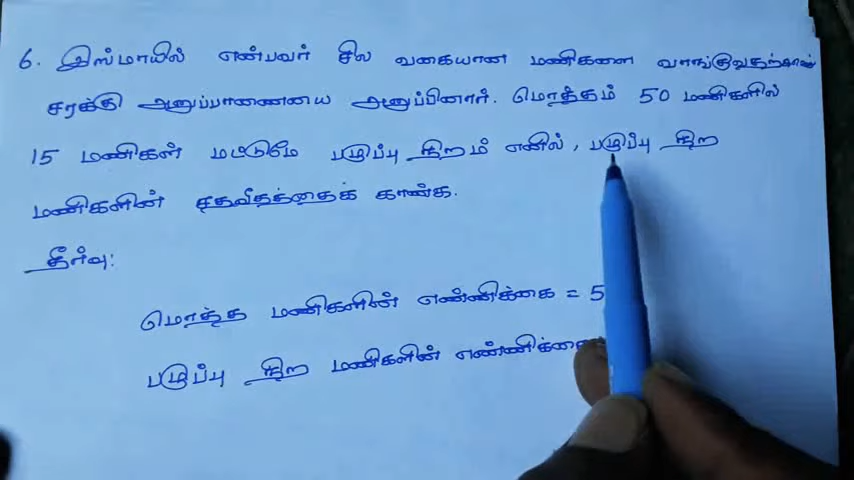 6. இஸ்மாயில் என்பவர் சில வகையான மணிகளை வாங்குவதற்கான
சரக்கு அனுப்பாணையை அனுப்பினார். மொத்தம் 50 மணிகளில்
15 மணிகள் மட்டுமே பழுப்பு நிறம் எனில், பழுப்பு நிற
மணிகளின் சதவீதத்தைக் காண்க.
தீர்வு:
மொத்த மணிகளின் எண்ணிக்கை = 5
பழுப்பு நிற மணிகளின் எண்ணிக்கை